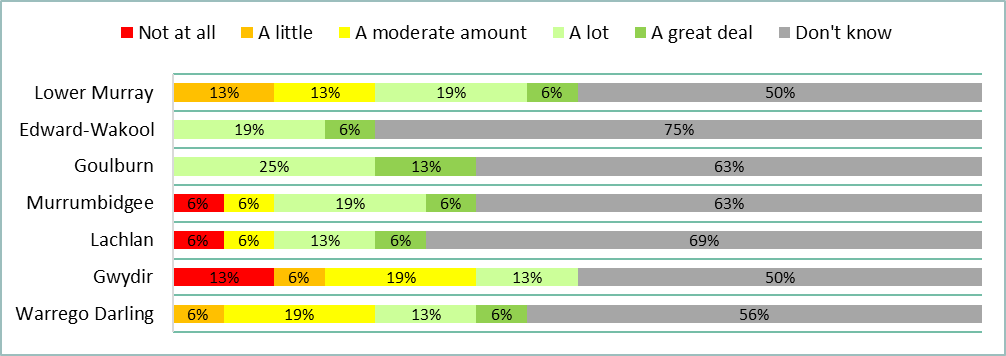 Not at all A little A moderate amount A lot A great deal Don't know
Lower Murray 13% 13% 19% 6% 50%
Edward-Wakool 19% 6% 75%
Goulburn 25% 13% 63%
Murrumbidgee 6% 6% 19% 6% 63%
Lachlan 6% 6% 13% 6% 69%
Gwydir 13% 6% 19% 13% 50%
Warrego Darling 6% 19% 13% 6% 56%